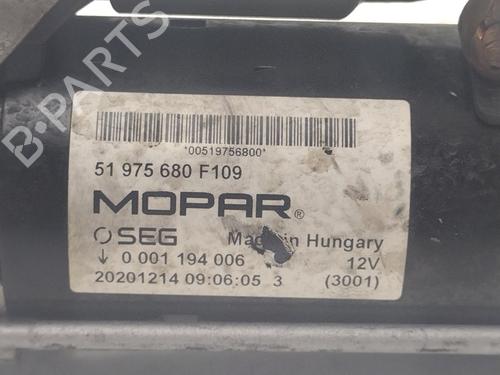 B-PARTS
*00519756800*
51 975 680 F109
MOPAR®
SEG Made in Hungary
↓ 0 001 194 006 12V
20201214 09:06:05 3 (3001)